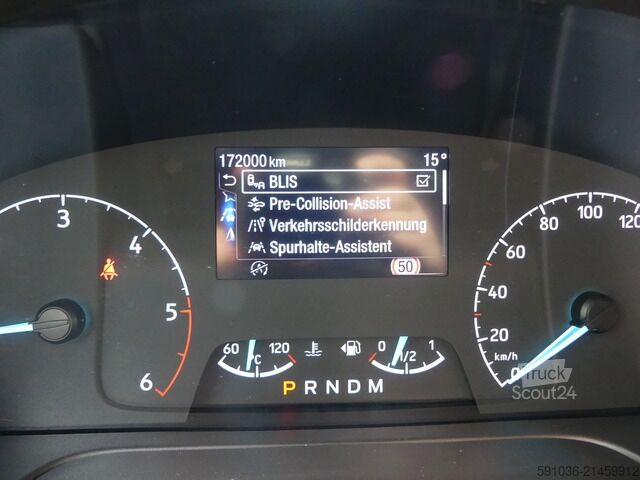 172000 km 15°
BLIS
Pre-Collision-Assist
Verkehrsschilderkennung
Spurhalte-Assistent
50
3
4
5
6
60 120
°C
0 1/2 1
PRNDM
0
20
40
60
80
100
120
km/h
Truck
Scout24
591036-21459912